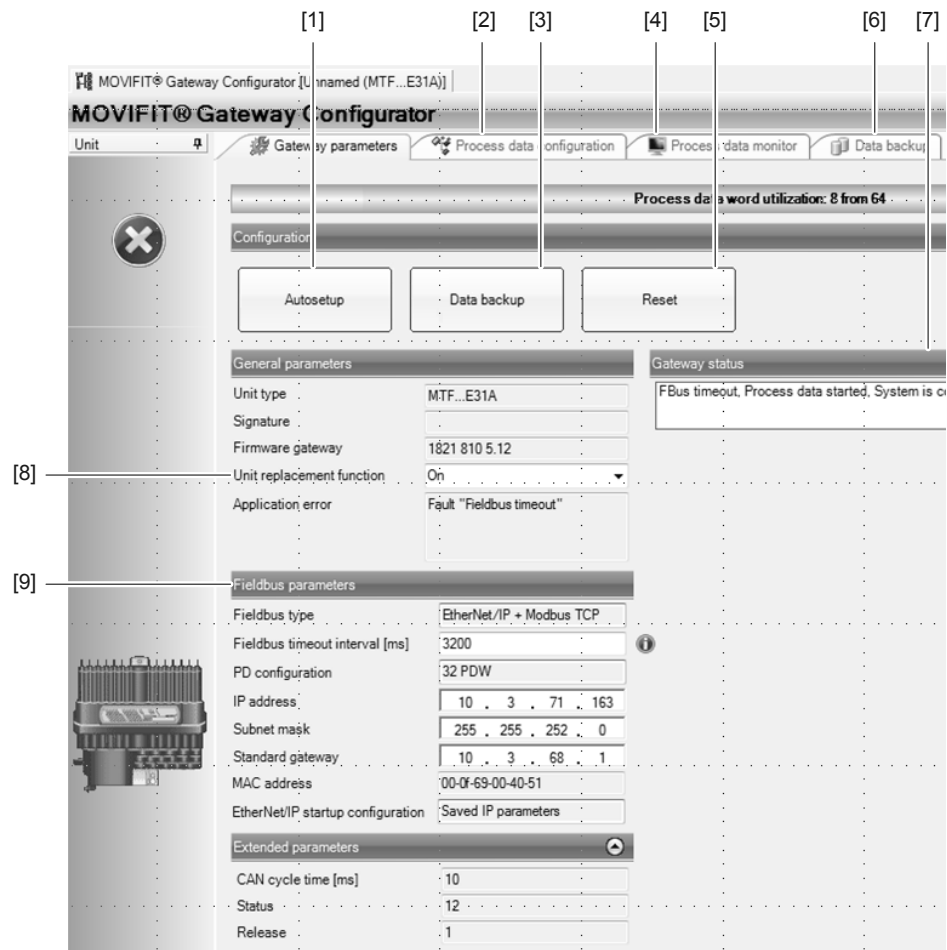 [1] [2] [3] [4] [5] [6] [7]
MOVIFIT® Gateway Configurator [Unnamed (MTF...E31A)]
MOVIFIT® Gateway Configurator
Unit Gateway parameters Process data configuration Process data monitor Data backup
Process data word utilization: 8 from 64
Configuration
Autosetup Data backup Reset
General parameters Gateway status
Unit type MTF...E31A FBus timeout, Process data started, System is c
Signature
Firmware gateway 1821 810 5.12
[8] Unit replacement function On
Application error Fault "Fieldbus timeout"
[9] Fieldbus parameters
Fieldbus type EtherNet/IP + Modbus TCP
Fieldbus timeout interval [ms] 3200
PD configuration 32 PDW
IP address 10 . 3 . 71 . 163
Subnet mask 255 . 255 . 252 . 0
Standard gateway 10 . 3 . 68 . 1
MAC address 00-0f-69-00-40-51
EtherNet/IP startup configuration Saved IP parameters
Extended parameters
CAN cycle time [ms] 10
Status 12
Release 1